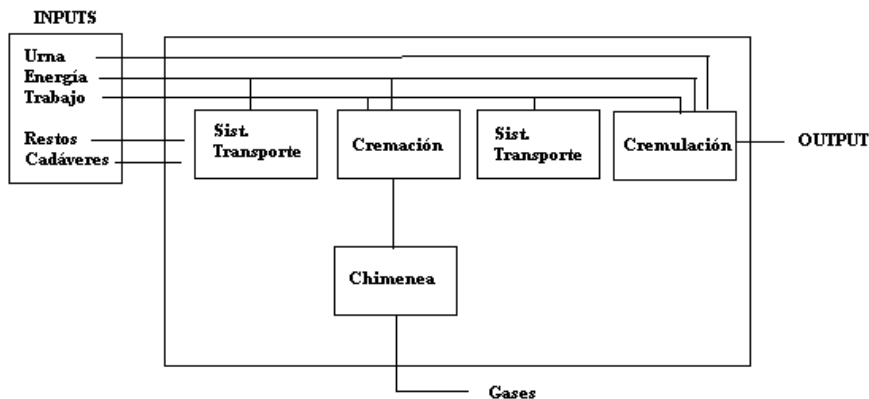 INPUTS
Urna
Energía
Trabajo
Restos
Cadáveres
Sist.
Transporte
Cremación
Sist.
Transporte
Cremulación
OUTPUT
Chimenea
Gases